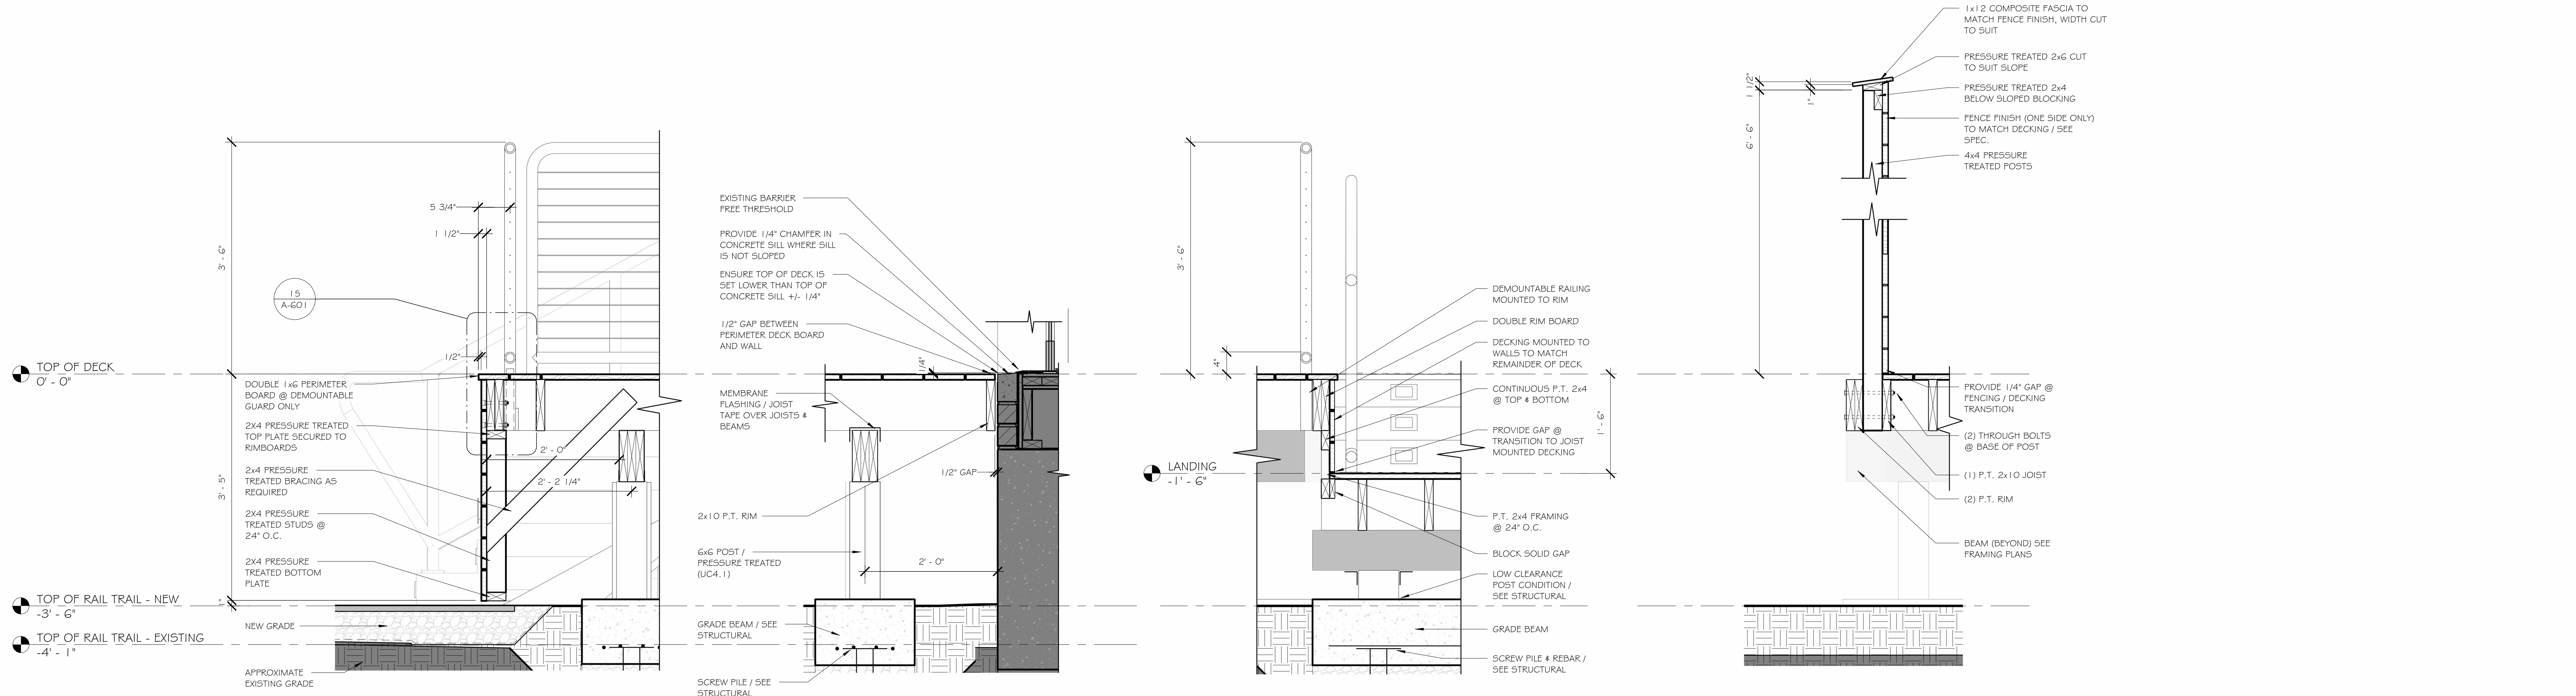 TOP OF DECK
0' - 0"
TOP OF RAIL TRAIL - NEW
-3' - 6"
TOP OF RAIL TRAIL - EXISTING
-4' - 1"
3' - 6"
3' - 5"
1"
15
A-601
5 3/4"
1 1/2"
1/2"
DOUBLE 1x6 PERIMETER
BOARD @ DEMOUNTABLE
GUARD ONLY
2X4 PRESSURE TREATED
TOP PLATE SECURED TO
RIMBOARDS
2x4 PRESSURE
TREATED BRACING AS
REQUIRED
2X4 PRESSURE
TREATED STUDS @
24" O.C.
2X4 PRESSURE
TREATED BOTTOM
PLATE
NEW GRADE
APPROXIMATE
EXISTING GRADE
2' - 0"
2' - 2 1/4"
EXISTING BARRIER
FREE THRESHOLD
PROVIDE 1/4" CHAMFER IN
CONCRETE SILL WHERE SILL
IS NOT SLOPED
ENSURE TOP OF DECK IS
SET LOWER THAN TOP OF
CONCRETE SILL +/- 1/4"
1/2" GAP BETWEEN
PERIMETER DECK BOARD
AND WALL
1/4"
MEMBRANE
FLASHING / JOIST
TAPE OVER JOISTS &
BEAMS
1/2" GAP
2x10 P.T. RIM
6x6 POST /
PRESSURE TREATED
(UC4.1)
2' - 0"
GRADE BEAM / SEE
STRUCTURAL
SCREW PILE / SEE
STRUCTURAL
LANDING
-1' - 6"
3' - 6"
4"
1' - 6"
DEMOUNTABLE RAILING
MOUNTED TO RIM
DOUBLE RIM BOARD
DECKING MOUNTED TO
WALLS TO MATCH
REMAINDER OF DECK
CONTINUOUS P.T. 2x4
@ TOP & BOTTOM
PROVIDE GAP @
TRANSITION TO JOIST
MOUNTED DECKING
P.T. 2x4 FRAMING
@ 24" O.C.
BLOCK SOLID GAP
LOW CLEARANCE
POST CONDITION /
SEE STRUCTURAL
GRADE BEAM
SCREW PILE & REBAR /
SEE STRUCTURAL
1 1/2"
1"
6' - 6"
1x12 COMPOSITE FASCIA TO
MATCH FENCE FINISH, WIDTH CUT
TO SUIT
PRESSURE TREATED 2x6 CUT
TO SUIT SLOPE
PRESSURE TREATED 2x4
BELOW SLOPED BLOCKING
FENCE FINISH (ONE SIDE ONLY)
TO MATCH DECKING / SEE
SPEC.
4x4 PRESSURE
TREATED POSTS
PROVIDE 1/4" GAP @
FENCING / DECKING
TRANSITION
(2) THROUGH BOLTS
@ BASE OF POST
(1) P.T. 2x10 JOIST
(2) P.T. RIM
BEAM (BEYOND) SEE
FRAMING PLANS